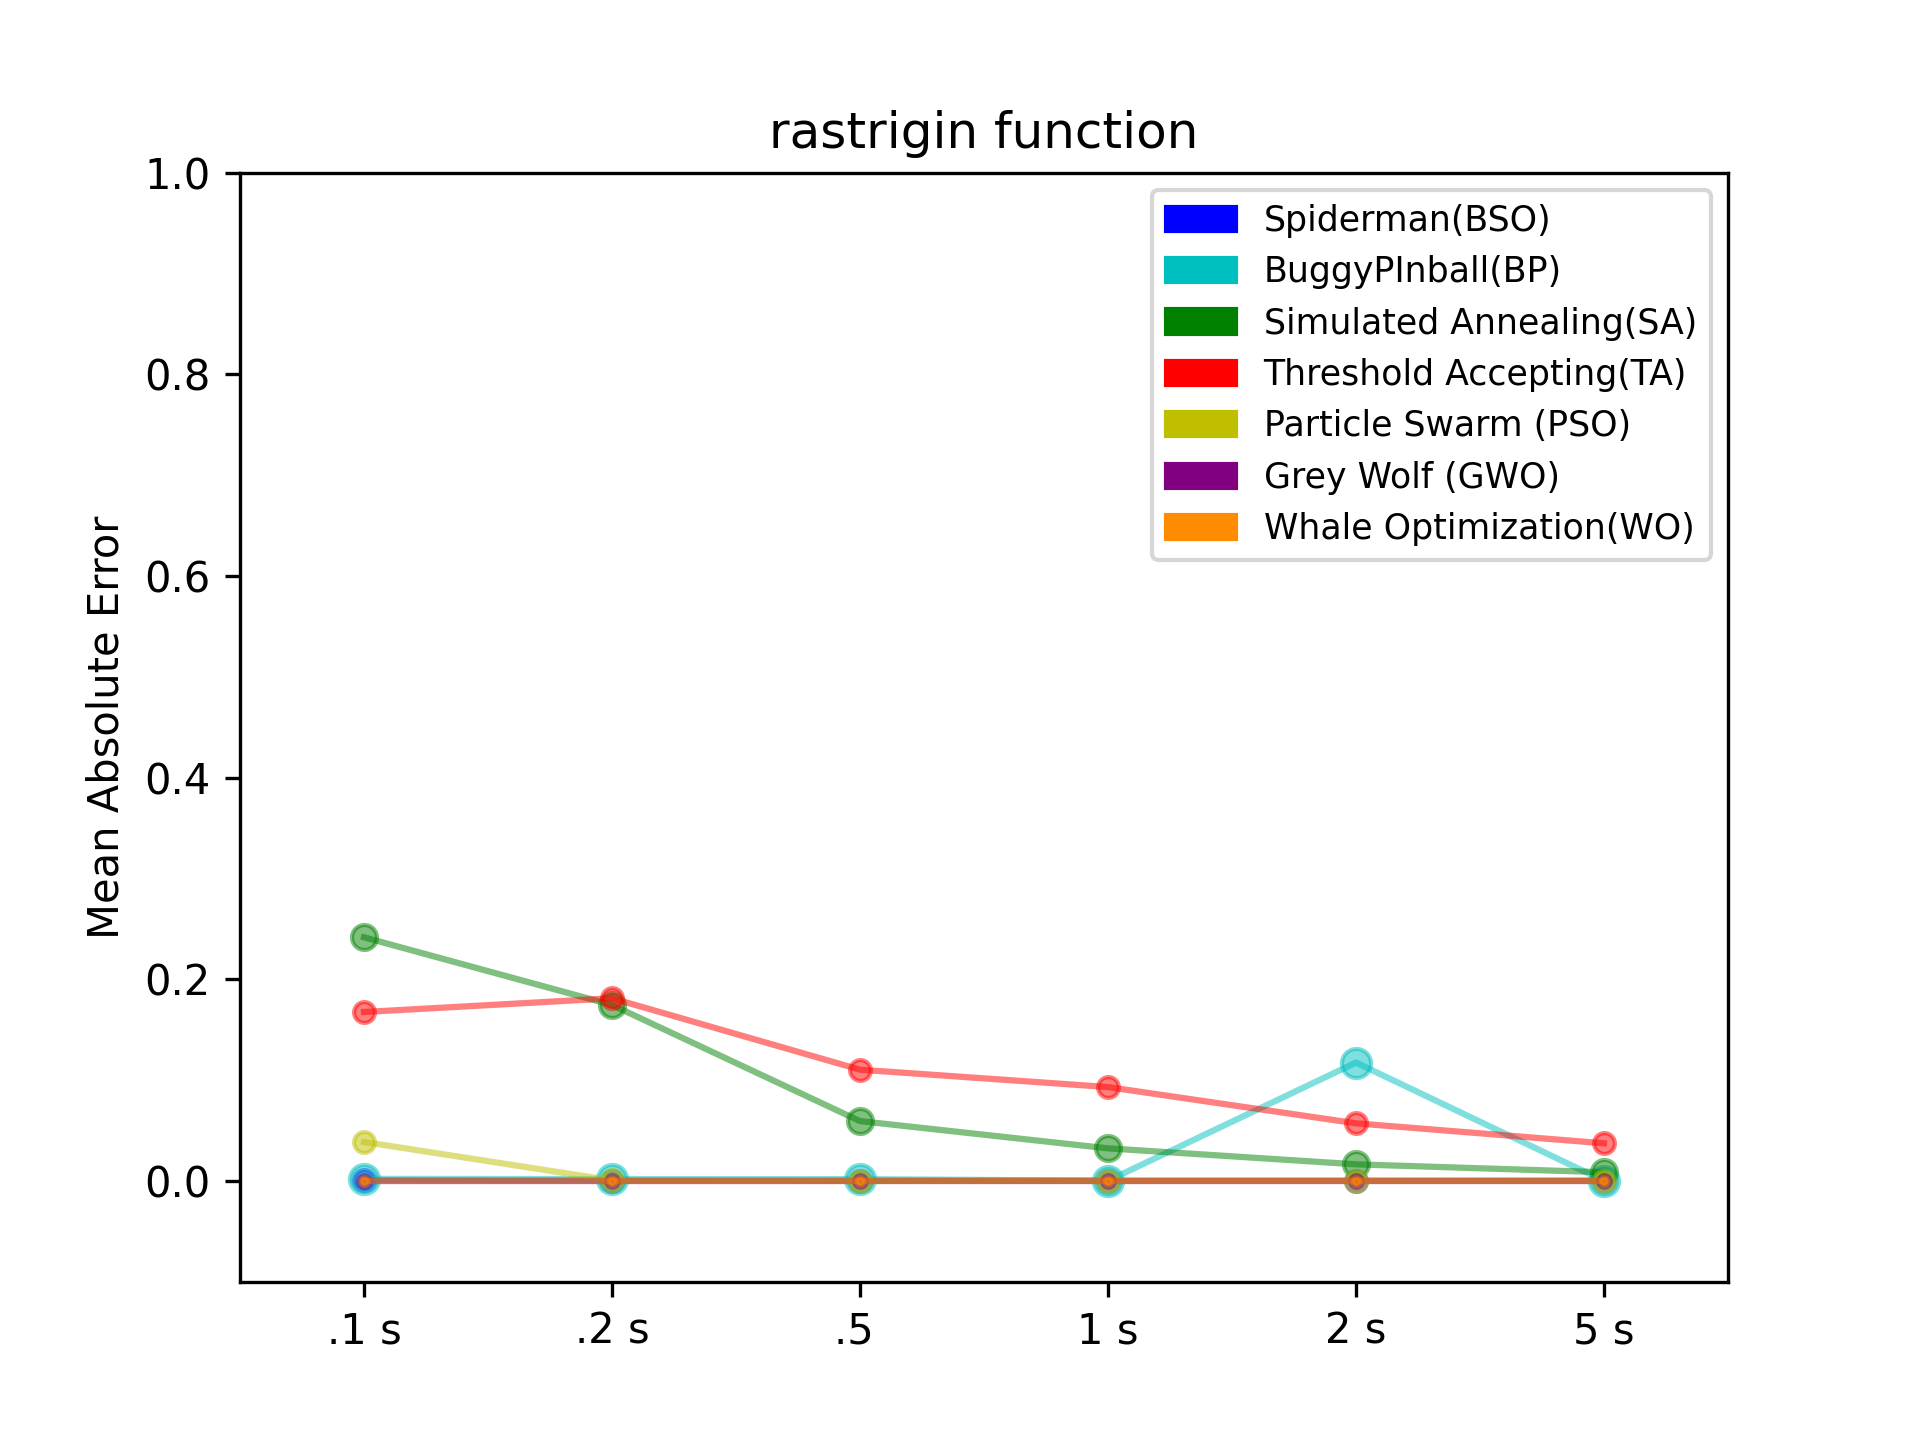 rastrigin function
1.0
0.8
0.6
0.4
0.2
0.0
Mean Absolute Error
Spiderman(BSO)
BuggyPInball(BP)
Simulated Annealing(SA)
Threshold Accepting(TA)
Particle Swarm (PSO)
Grey Wolf (GWO)
Whale Optimization(WO)
.1 s .2 s .5 1 s 2 s 5 s